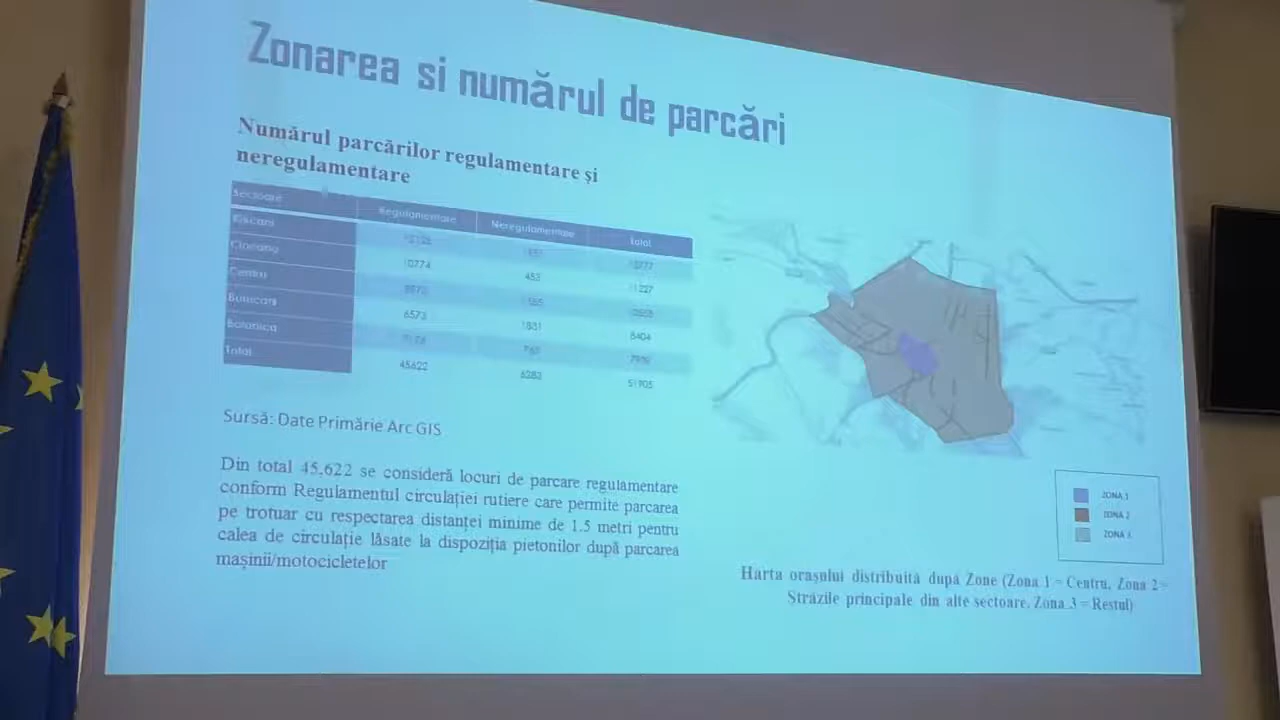 Zonarea si numărul de parcări
Numărul parcărilor regulamentare și
neregulamentare
Sectoare Regulamentare Neregulamentare Total
Riscani
Ciocana 10774 453 11227
Centru
Buiucani 6573 1831 8404
Botanica
Total 45622 6283 51905
Sursă: Date Primărie Arc GIS
Din total 45,622 se consideră locuri de parcare regulamentare
conform Regulamentul circulației rutiere care permite parcarea
pe trotuar cu respectarea distanței minime de 1.5 metri pentru
calea de circulație lăsate la dispoziția pietonilor după parcarea
mașinii/motocicletelor
ZONA 1
ZONA 2
ZONA 3
Harta orașului distribuită după Zone (Zona 1 = Centru, Zona 2 =
Străzile principale din alte sectoare, Zona 3 = Restul)